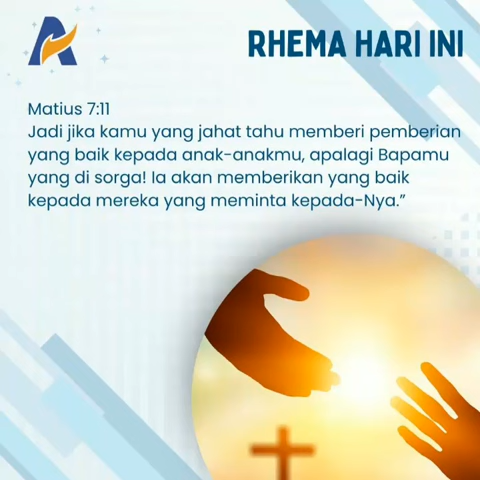 RHEMA HARI INI
Matius 7:11
Jadi jika kamu yang jahat tahu memberi pemberian
yang baik kepada anak-anakmu, apalagi Bapamu
yang di sorga! Ia akan memberikan yang baik
kepada mereka yang meminta kepada-Nya.”